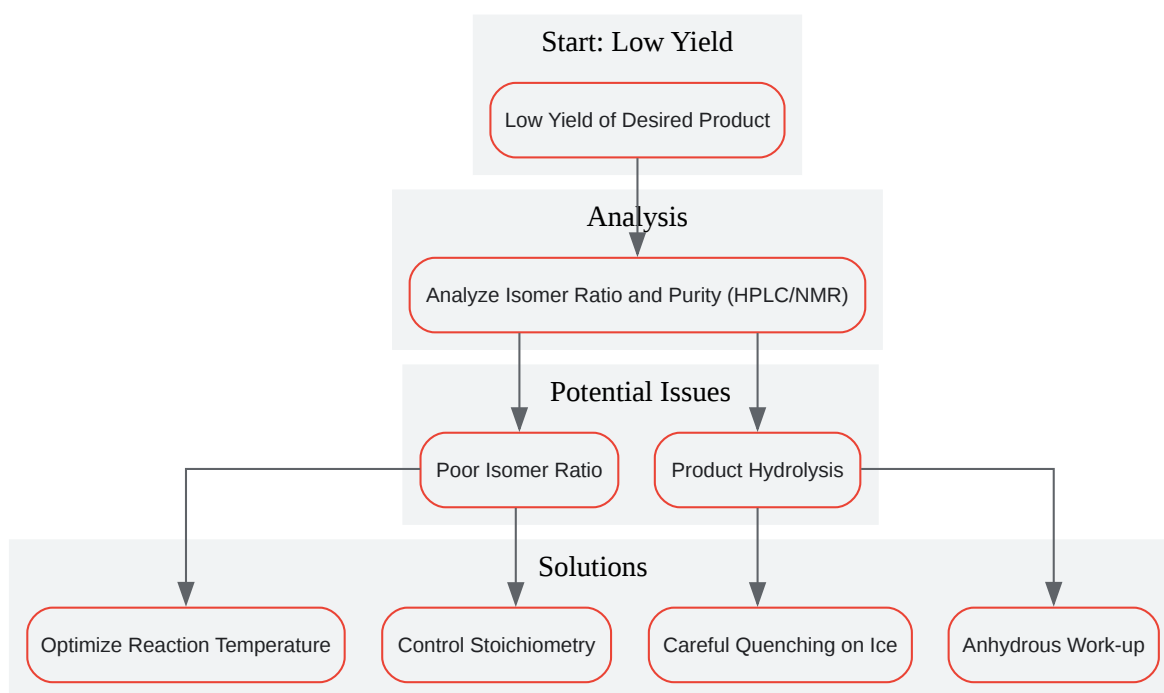 Start: Low Yield
Low Yield of Desired Product
Analysis
Analyze Isomer Ratio and Purity (HPLC/NMR)
Potential Issues
Poor Isomer Ratio
Product Hydrolysis
Solutions
Optimize Reaction Temperature
Control Stoichiometry
Careful Quenching on Ice
Anhydrous Work-up